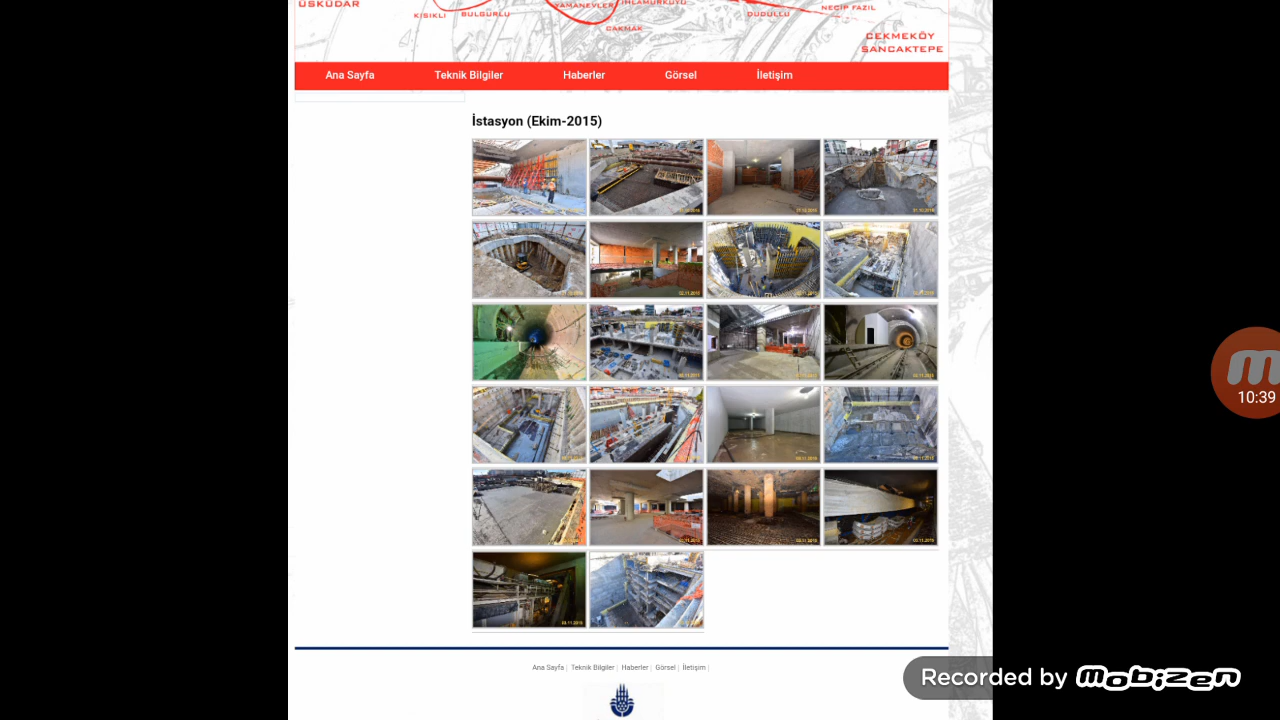 ÜSKÜDAR
KISIKLI
BULGURLU
YAMANEVLER
IHLAMURKUYU
ÇAKMAK
DUDULLU
NECİP FAZIL
ÇEKMEKÖY
SANCAKTEPE
Ana Sayfa Teknik Bilgiler Haberler Görsel İletişim
İstasyon (Ekim-2015)
10:39
Ana Sayfa | Teknik Bilgiler | Haberler | Görsel | İletişim |
Recorded by mobizen